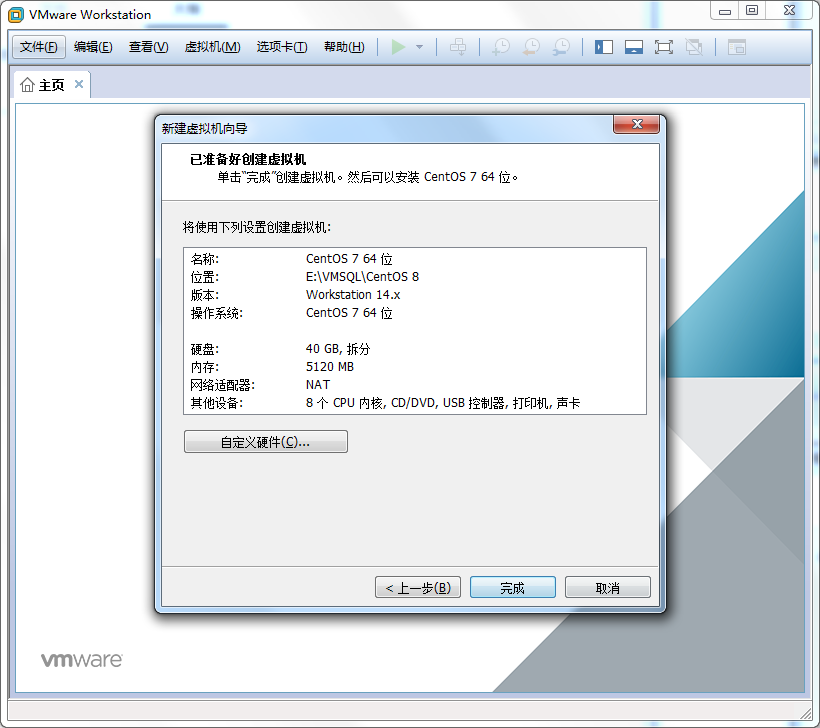 VMware Workstation
文件(F) 编辑(E) 查看(V) 虚拟机(M) 选项卡(T) 帮助(H)
主页
新建虚拟机向导
已准备好创建虚拟机
单击“完成”创建虚拟机。然后可以安装 CentOS 7 64 位。
将使用下列设置创建虚拟机:
名称: CentOS 7 64 位
位置: E:\VMSQL\CentOS 8
版本: Workstation 14.x
操作系统: CentOS 7 64 位
硬盘: 40 GB, 拆分
内存: 5120 MB
网络适配器: NAT
其他设备: 8 个 CPU 内核, CD/DVD, USB 控制器, 打印机, 声卡
自定义硬件(C)...
< 上一步(B) 完成 取消
vmware